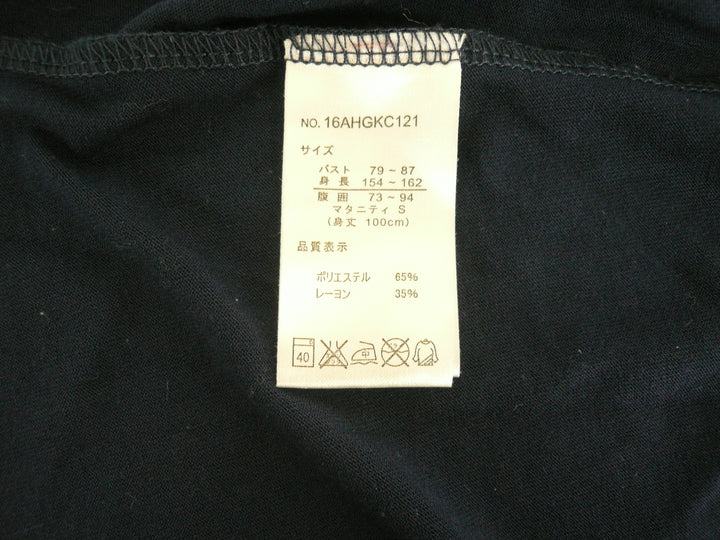 NO. 16AHGKC121
サイズ
バスト 79～87
身長 154～162
腹囲 73～94
マタニティ S
(身丈 100cm)
品質表示
ポリエステル 65%
レーヨン 35%
40 中